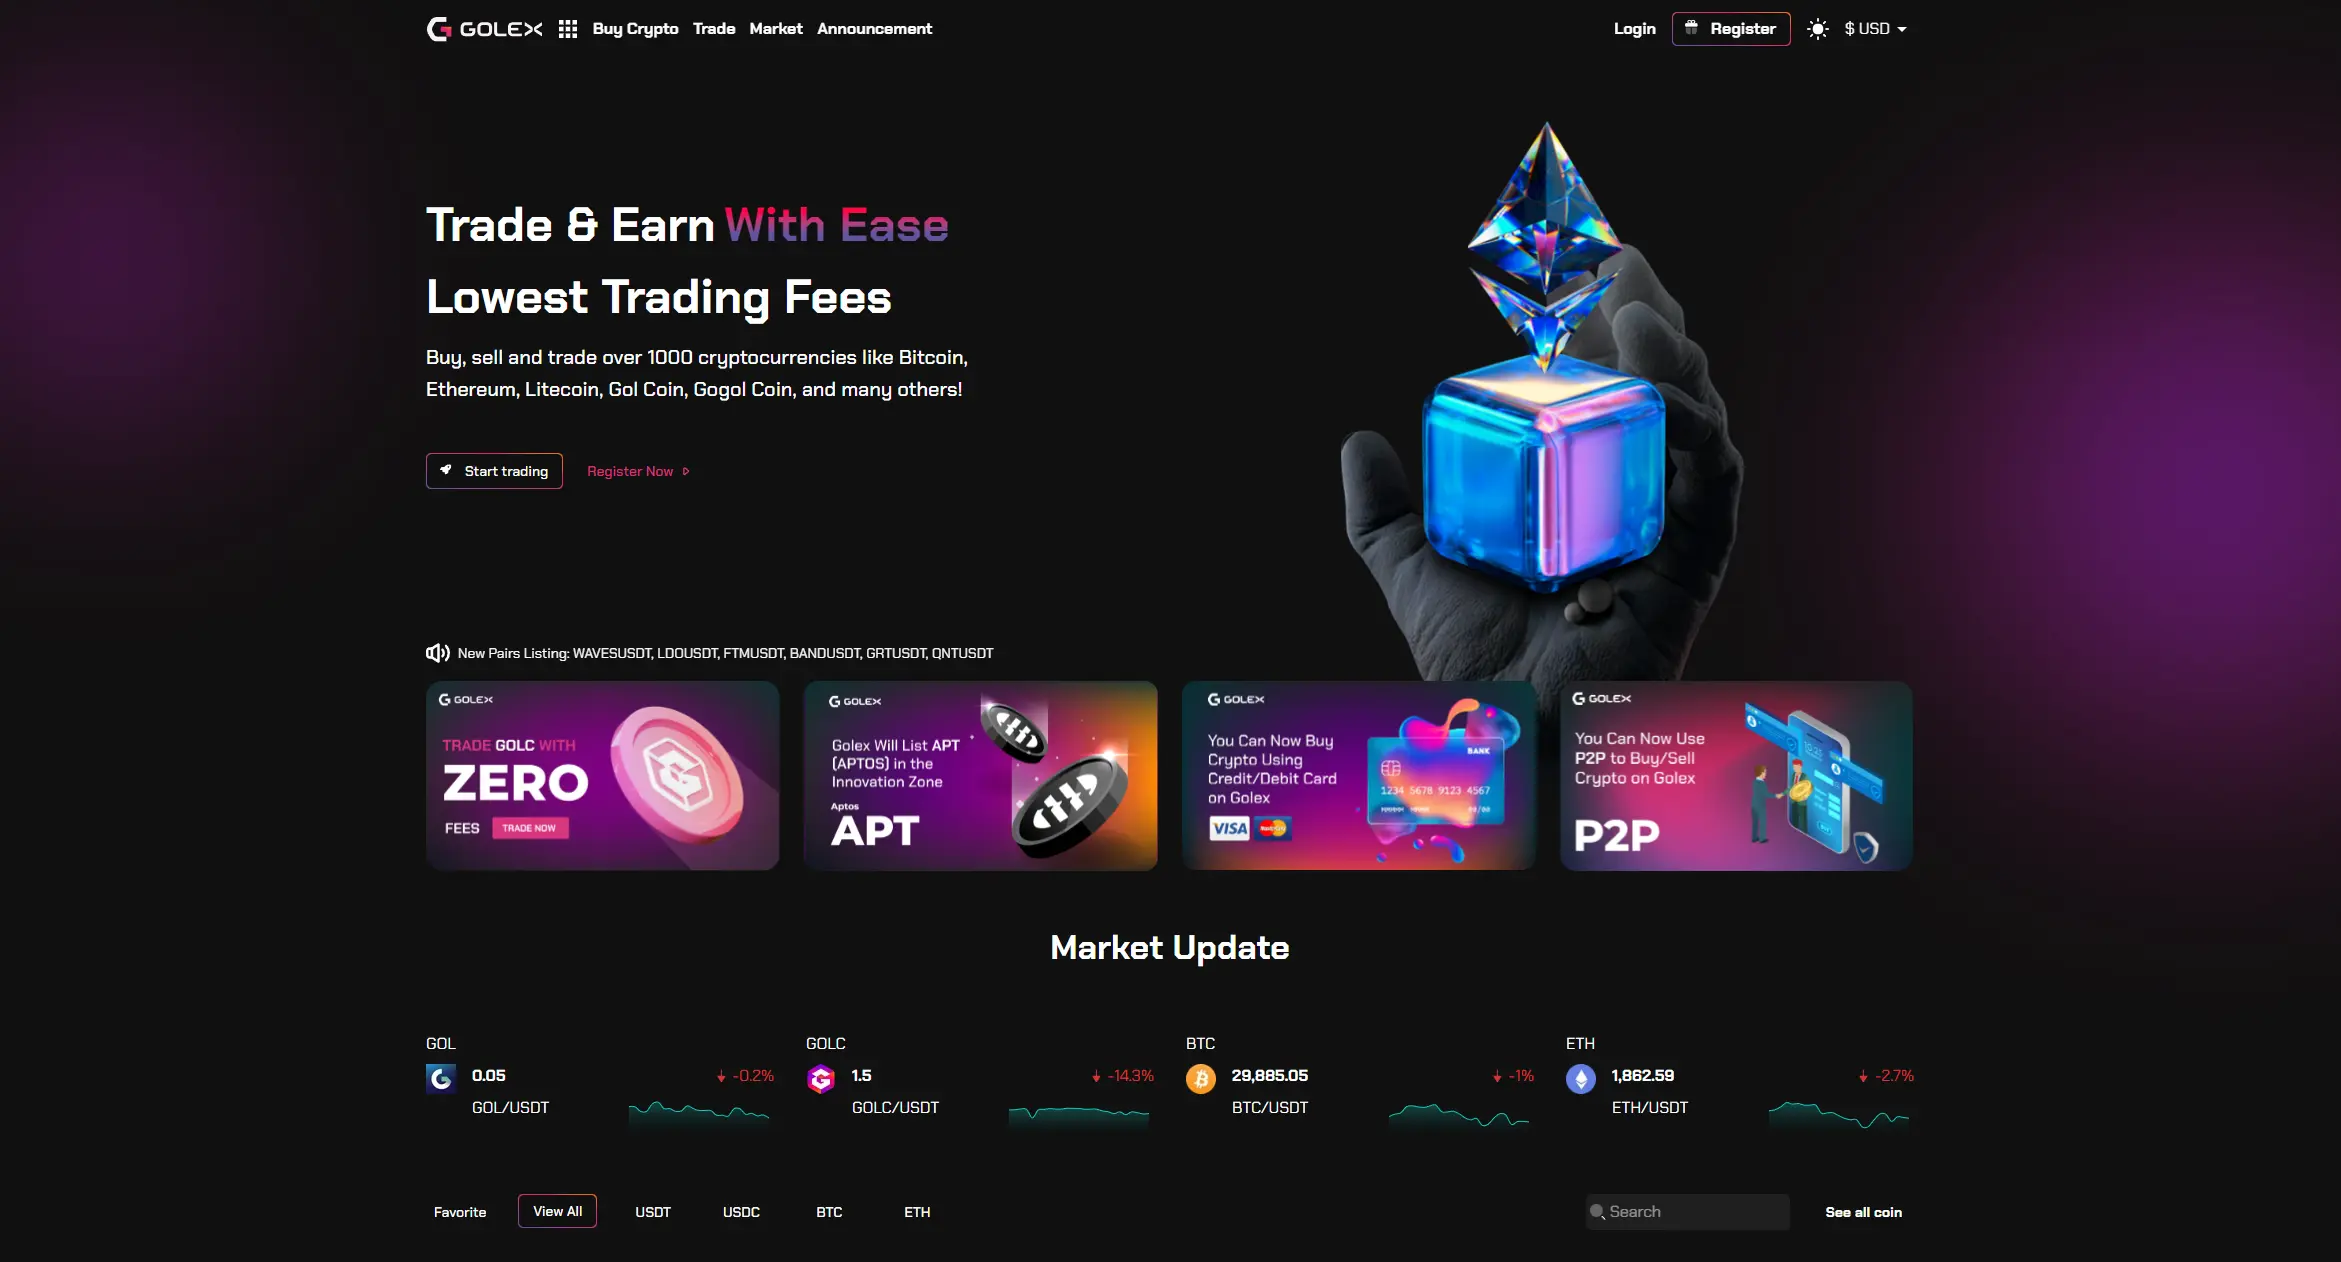 GOLEX
Buy Crypto
Trade
Market
Announcement
Login
Register
$ USD
Trade & Earn With Ease
Lowest Trading Fees
Buy, sell and trade over 1000 cryptocurrencies like Bitcoin,
Ethereum, Litecoin, Gol Coin, Gogol Coin, and many others!
Start trading
Register Now
New Pairs Listing: WAVESUSDT, LDOUSDT, FTMUSDT, BANDUSDT, GRTUSDT, QNTUSDT
GOLEX
TRADE GOLC WITH
ZERO
FEES
TRADE NOW
GOLEX
Golex Will List APT
(APTOS) in the
Innovation Zone
Aptos
APT
GOLEX
You Can Now Buy
Crypto Using
Credit/Debit Card
on Golex
VISA
MasterCard
BANK
1234 5678 9123 4567
GOLEX
You Can Now Use
P2P to Buy/Sell
Crypto on Golex
P2P
Market Update
GOL
0.05
-0.2%
GOL/USDT
GOLC
1.5
-14.3%
GOLC/USDT
BTC
29,885.05
-1%
BTC/USDT
ETH
1,862.59
-2.7%
ETH/USDT
Favorite
View All
USDT
USDC
BTC
ETH
Search
See all coin